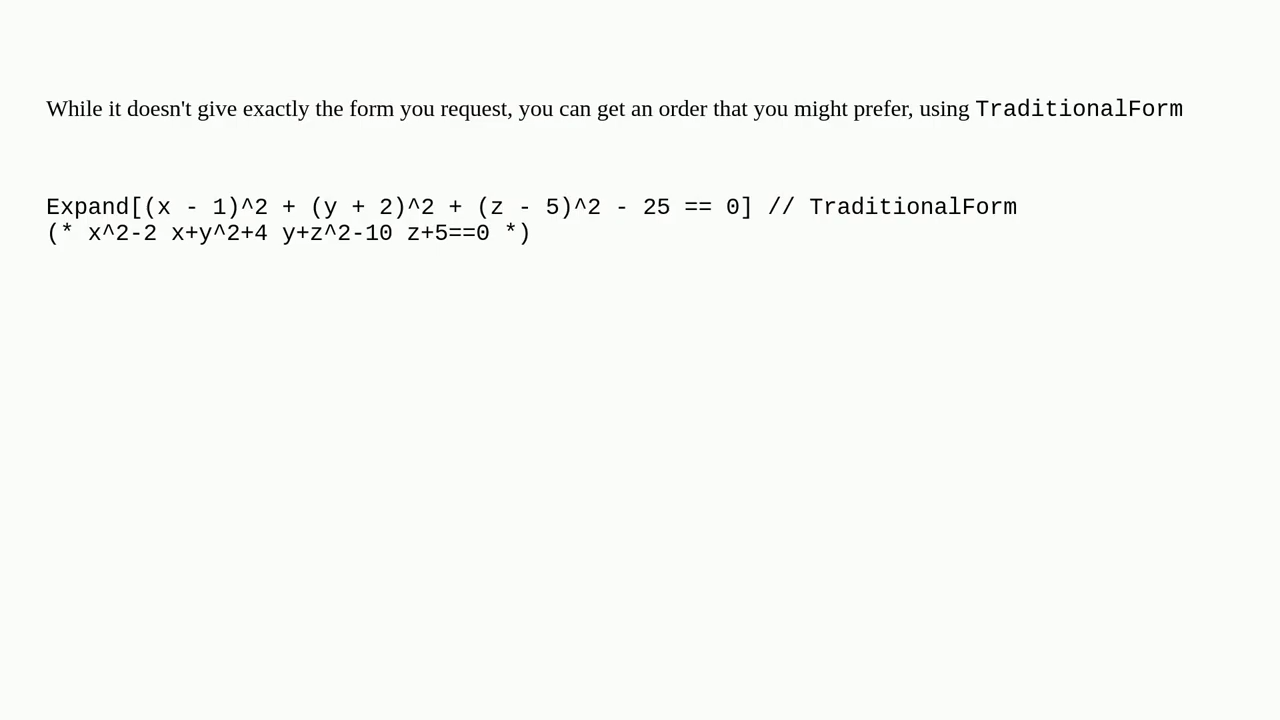 While it doesn't give exactly the form you request, you can get an order that you might prefer, using TraditionalForm
Expand[(x - 1)^2 + (y + 2)^2 + (z - 5)^2 - 25 == 0] // TraditionalForm
(* x^2-2 x+y^2+4 y+z^2-10 z+5==0 *)